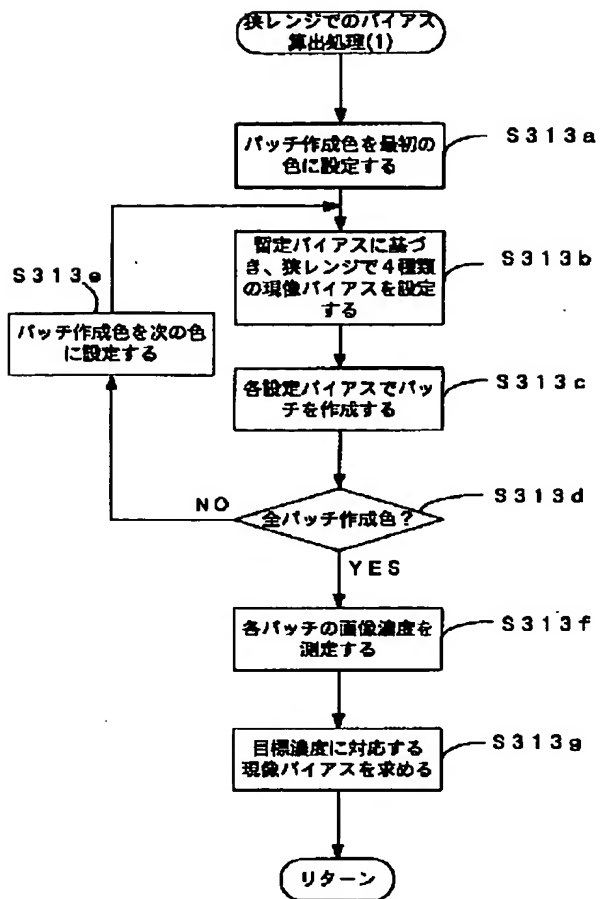 狭レンジでのバイアス
算出処理(1)
S313a
パッチ作成色を最初の
色に設定する
S313b
暫定バイアスに基づ
き、狭レンジで4種類
の現像バイアスを設定
する
S313e
パッチ作成色を次の色
に設定する
S313c
各設定バイアスでパッ
チを作成する
S313d
NO
全パッチ作成色？
YES
S313f
各パッチの画像濃度を
測定する
S313g
目標濃度に対応する
現像バイアスを求める
リターン